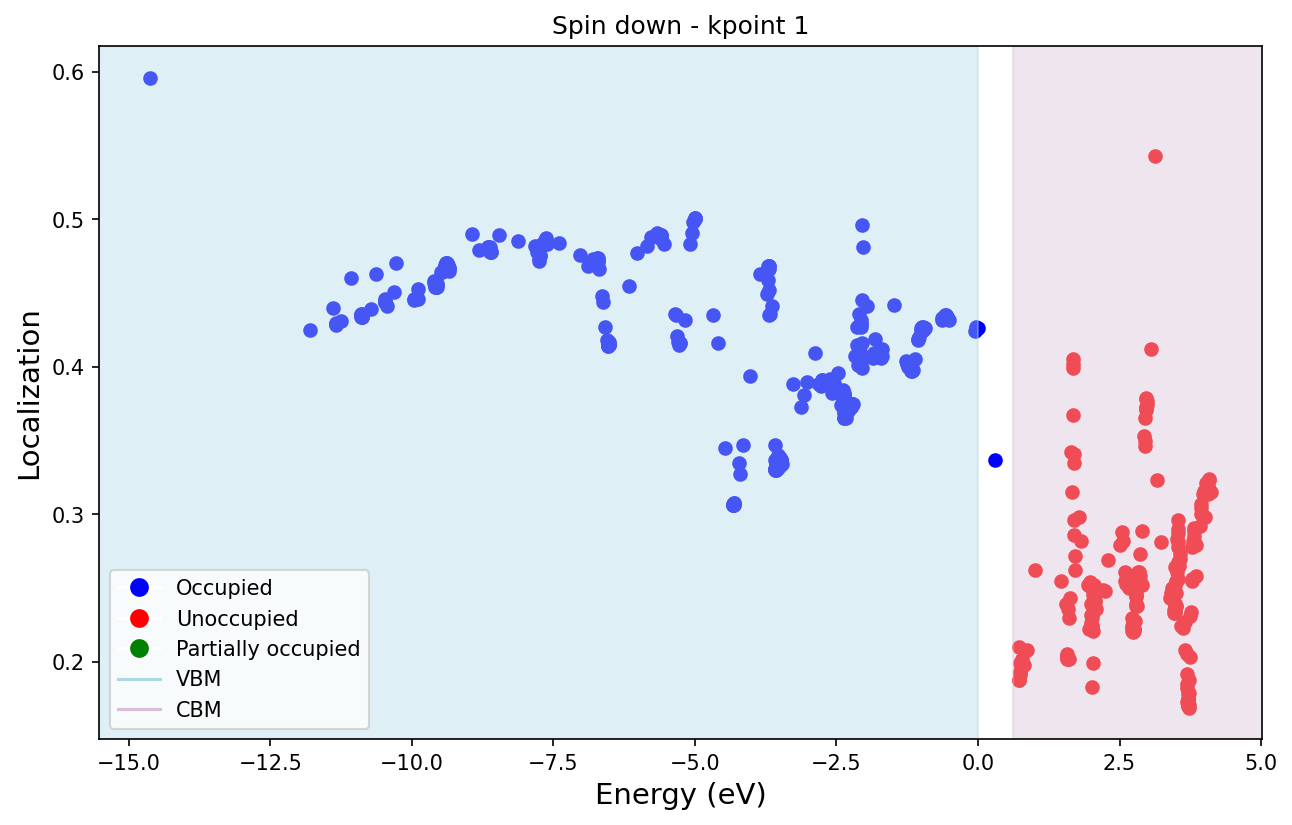 Spin down - kpoint 1
0.6
0.5
0.4
0.3
0.2
Localization
Occupied
Unoccupied
Partially occupied
VBM
CBM
−15.0 −12.5 −10.0 −7.5 −5.0 −2.5 0.0 2.5 5.0
Energy (eV)